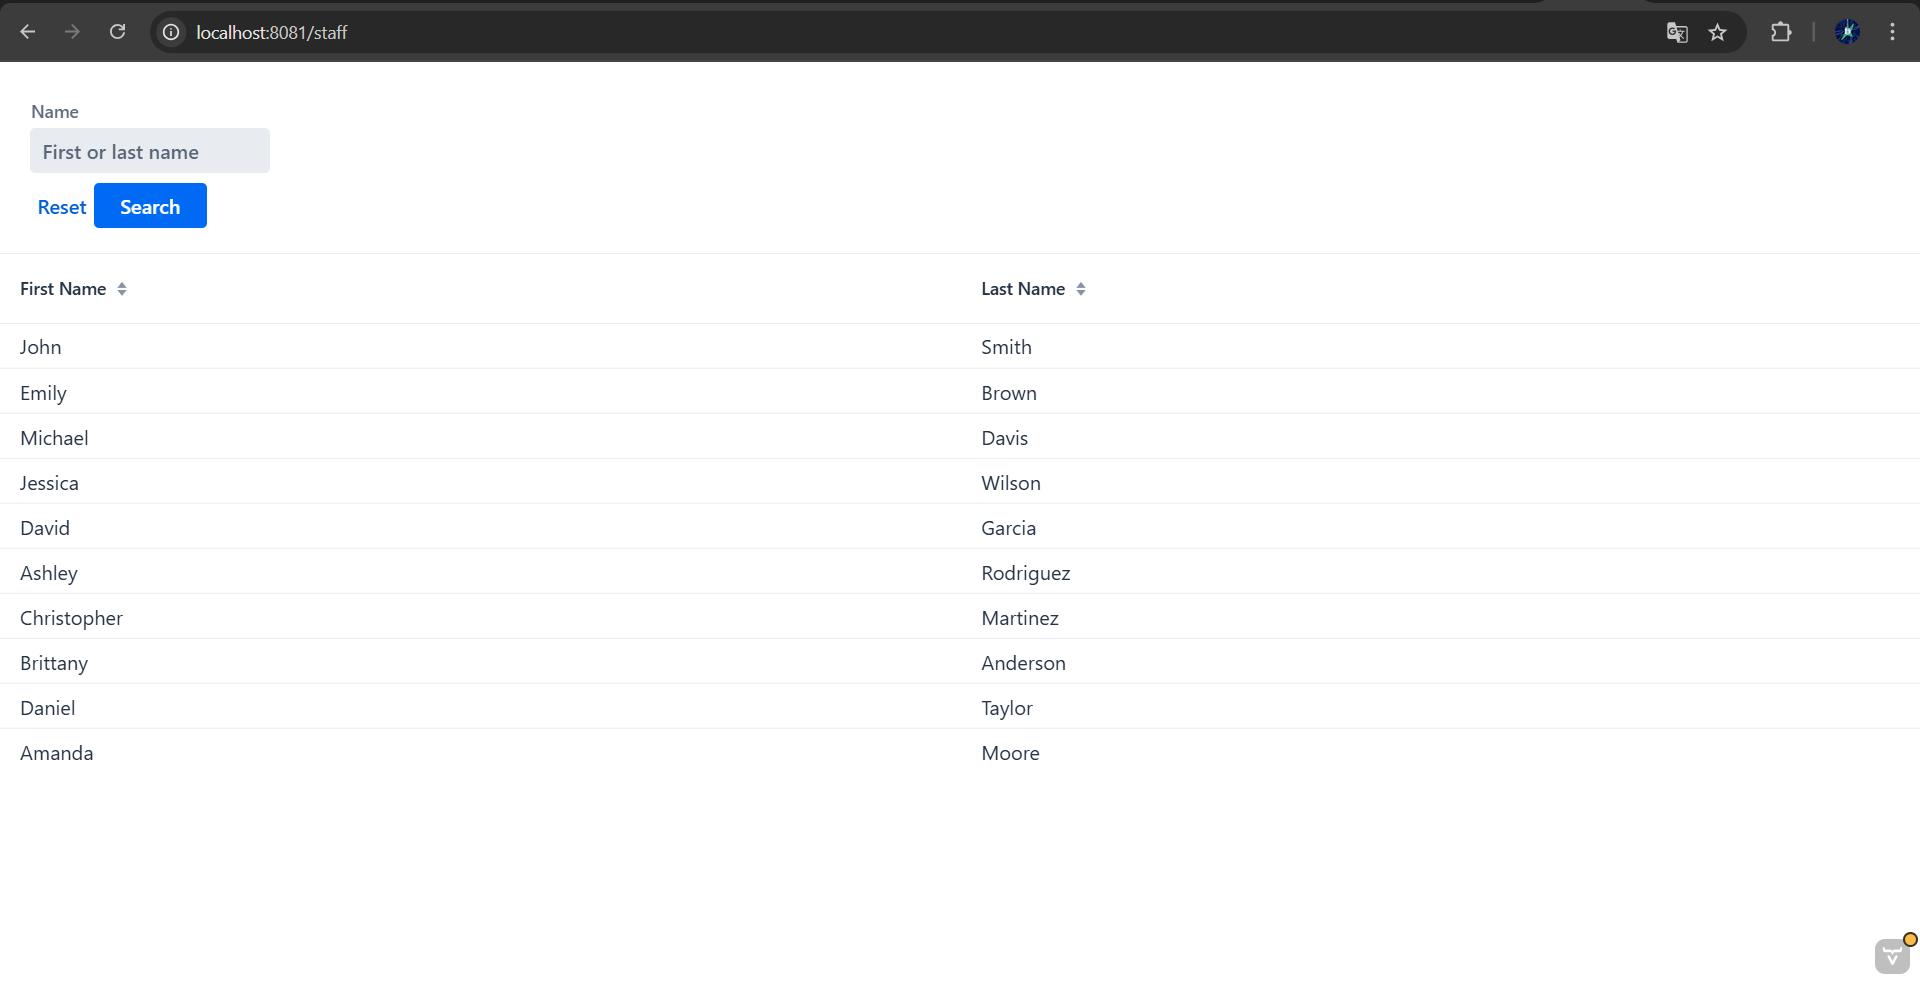 localhost:8081/staff
Name
First or last name
Reset Search
First Name Last Name
John Smith
Emily Brown
Michael Davis
Jessica Wilson
David Garcia
Ashley Rodriguez
Christopher Martinez
Brittany Anderson
Daniel Taylor
Amanda Moore